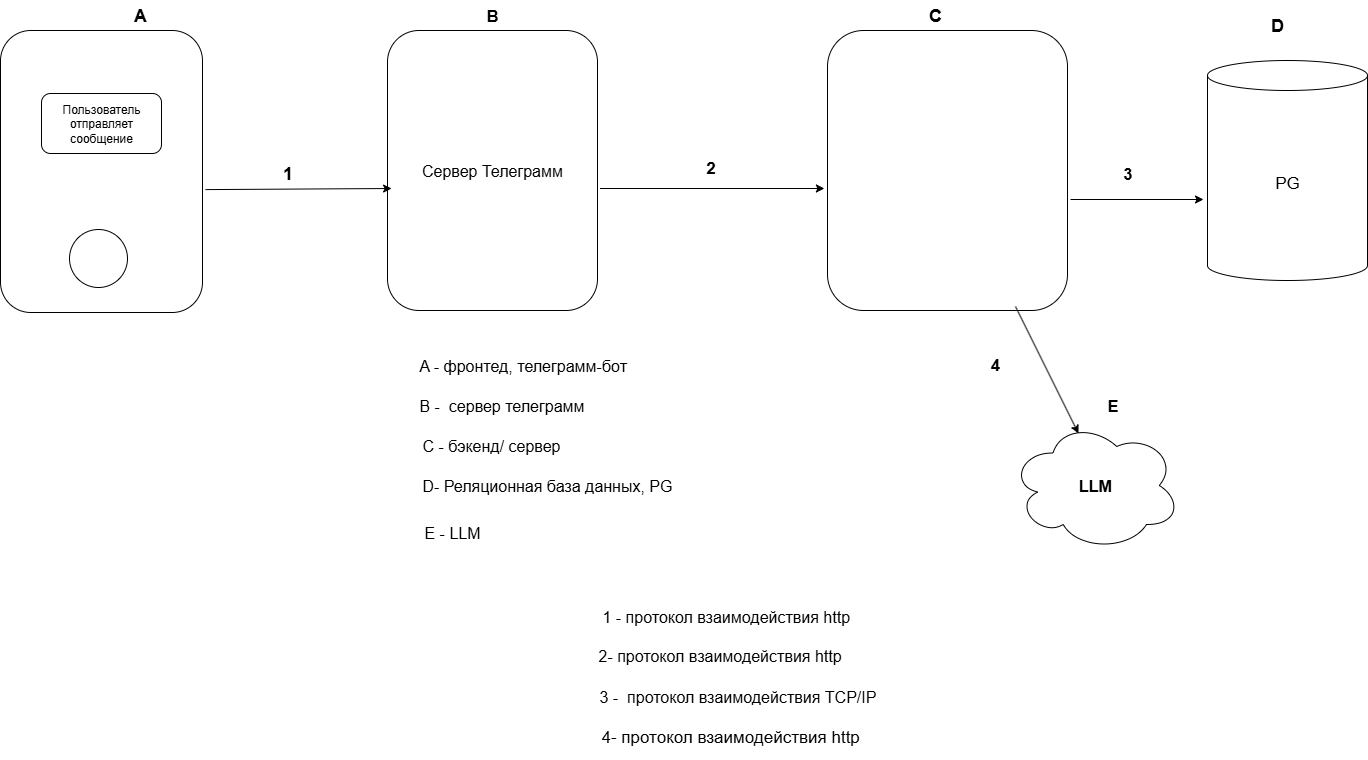 A
B
C
D
Пользователь
отправляет
сообщение
Сервер Телеграмм
PG
1
2
3
4
E
LLM
A - фронтед, телеграмм-бот
B -  сервер телеграмм
C - бэкенд/ сервер
D- Реляционная база данных, PG
E - LLM
1 - протокол взаимодействия http
2- протокол взаимодействия http
3 -  протокол взаимодействия TCP/IP
4- протокол взаимодействия http